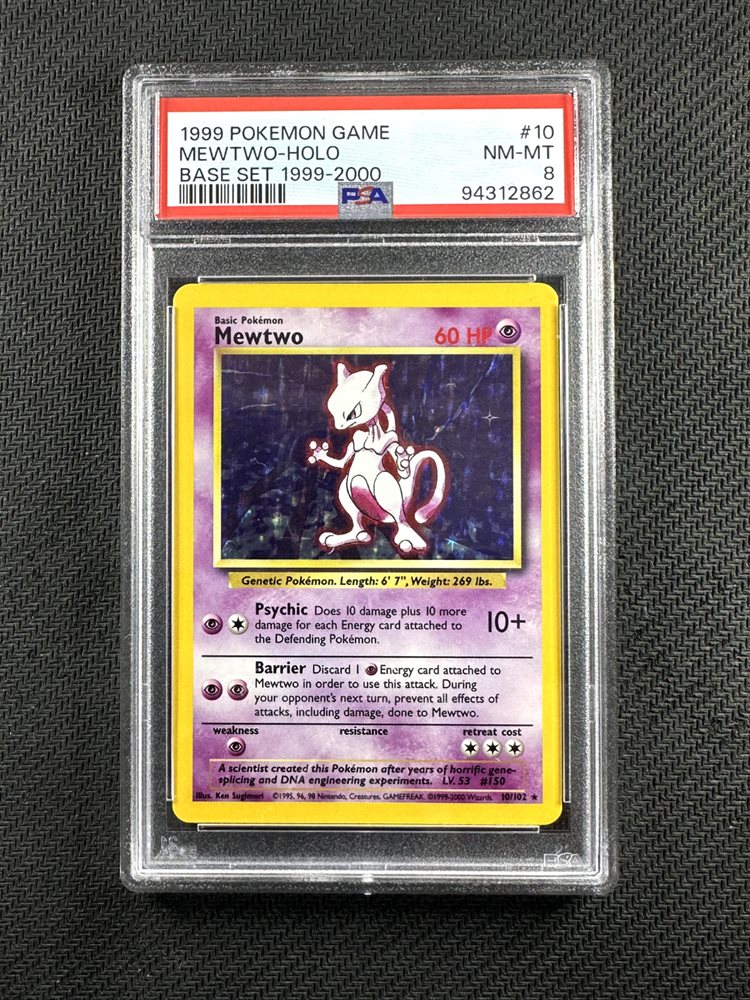 1999 POKEMON GAME #10
MEWTWO-HOLO NM-MT
BASE SET 1999-2000 8
PSA 94312862
Basic Pokémon
Mewtwo 60 HP
Genetic Pokémon. Length: 6' 7", Weight: 269 lbs.
Psychic Does 10 damage plus 10 more
damage for each Energy card attached to
the Defending Pokémon.
10+
Barrier Discard 1 Energy card attached to
Mewtwo in order to use this attack. During
your opponent's next turn, prevent all effects of
attacks, including damage, done to Mewtwo.
weakness resistance retreat cost
A scientist created this Pokémon after years of horrific gene-
splicing and DNA engineering experiments. LV. 53 #150
Illus. Ken Sugimori ©1995, 96, 98 Nintendo, Creatures, GAMEFREAK. ©1999-2000 Wizards. 10/102 ★